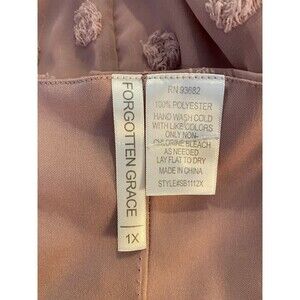 FORGOTTEN GRACE
1X
RN 93682
100% POLYESTER
HAND WASH COLD
WITH LIKE COLORS
ONLY NON-
CHLORINE BLEACH
AS NEEDED
LAY FLAT TO DRY
MADE IN CHINA
STYLE#SB1112X